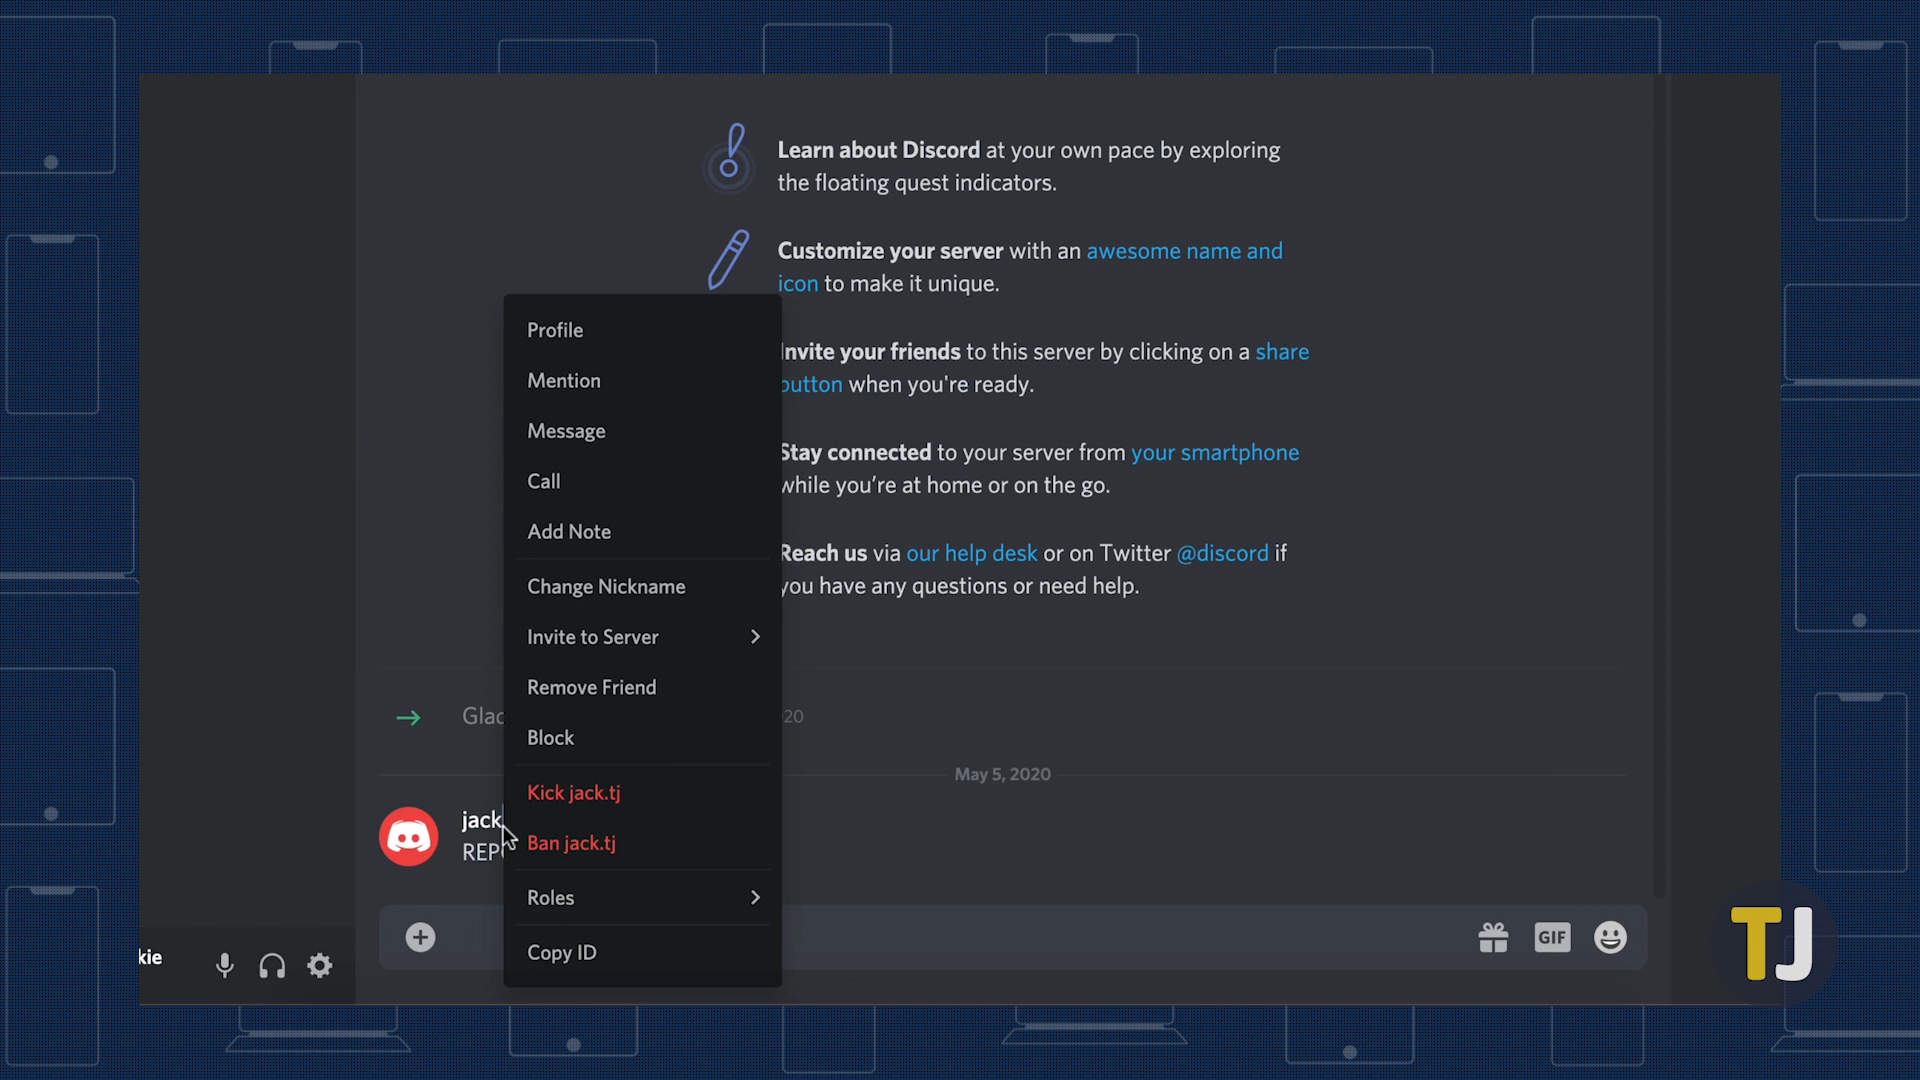 Learn about Discord at your own pace by exploring
the floating quest indicators.
Customize your server with an awesome name and
icon to make it unique.
Invite your friends to this server by clicking on a share
button when you're ready.
Stay connected to your server from your smartphone
while you’re at home or on the go.
Reach us via our help desk or on Twitter @discord if
you have any questions or need help.
Profile
Mention
Message
Call
Add Note
Change Nickname
Invite to Server
Remove Friend
Block
Kick jack.tj
Ban jack.tj
Roles
Copy ID
May 5, 2020
jack.
kie
GIF
TJ